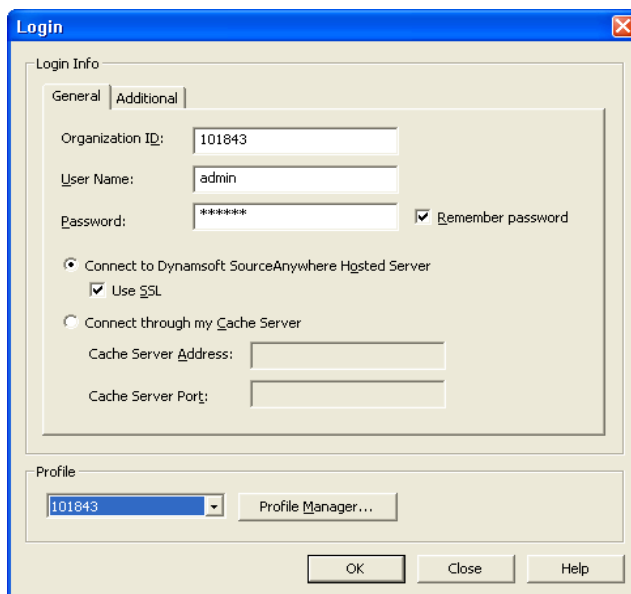 Login
Login Info
General Additional
Organization ID: 101843
User Name: admin
Password: ****** Remember password
Connect to Dynamsoft SourceAnywhere Hosted Server
Use SSL
Connect through my Cache Server
Cache Server Address:
Cache Server Port:
Profile
101843 Profile Manager...
OK Close Help